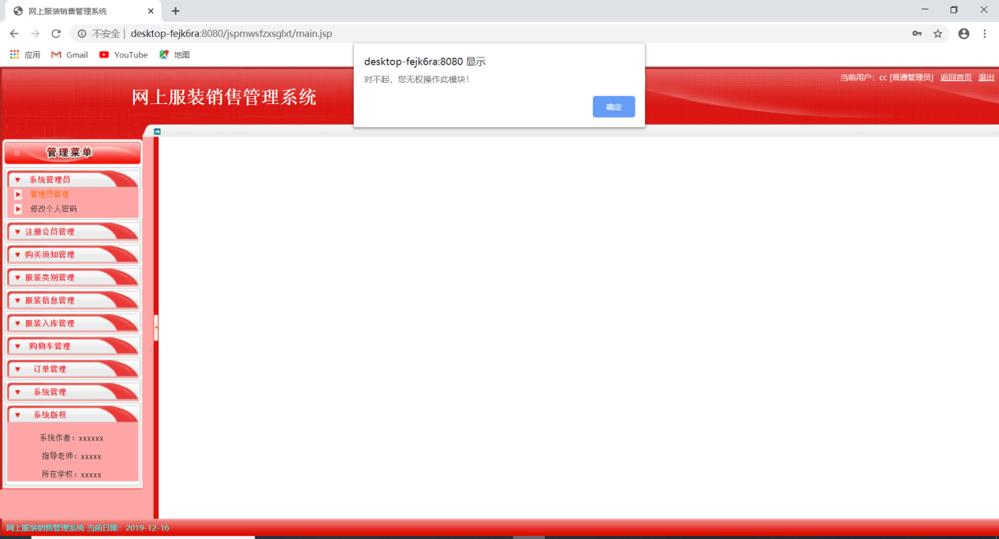 网上服装销售管理系统
不安全 | desktop-fejk6ra:8080/jspmwsfzxsglxt/main.jsp
应用 Gmail YouTube 地图
desktop-fejk6ra:8080 显示
对不起，您无权操作此模块！
确定
当前用户：cc [普通管理员] 返回首页 退出
网上服装销售管理系统
管理菜单
系统管理员
管理员管理
修改个人密码
注册会员管理
购买须知管理
服装类别管理
服装信息管理
服装入库管理
购物车管理
订单管理
系统管理
系统版权
系统作者：xxxxxx
指导老师：xxxxx
所在学校：xxxxx
网上服装销售管理系统 当前日期：2019-12-16